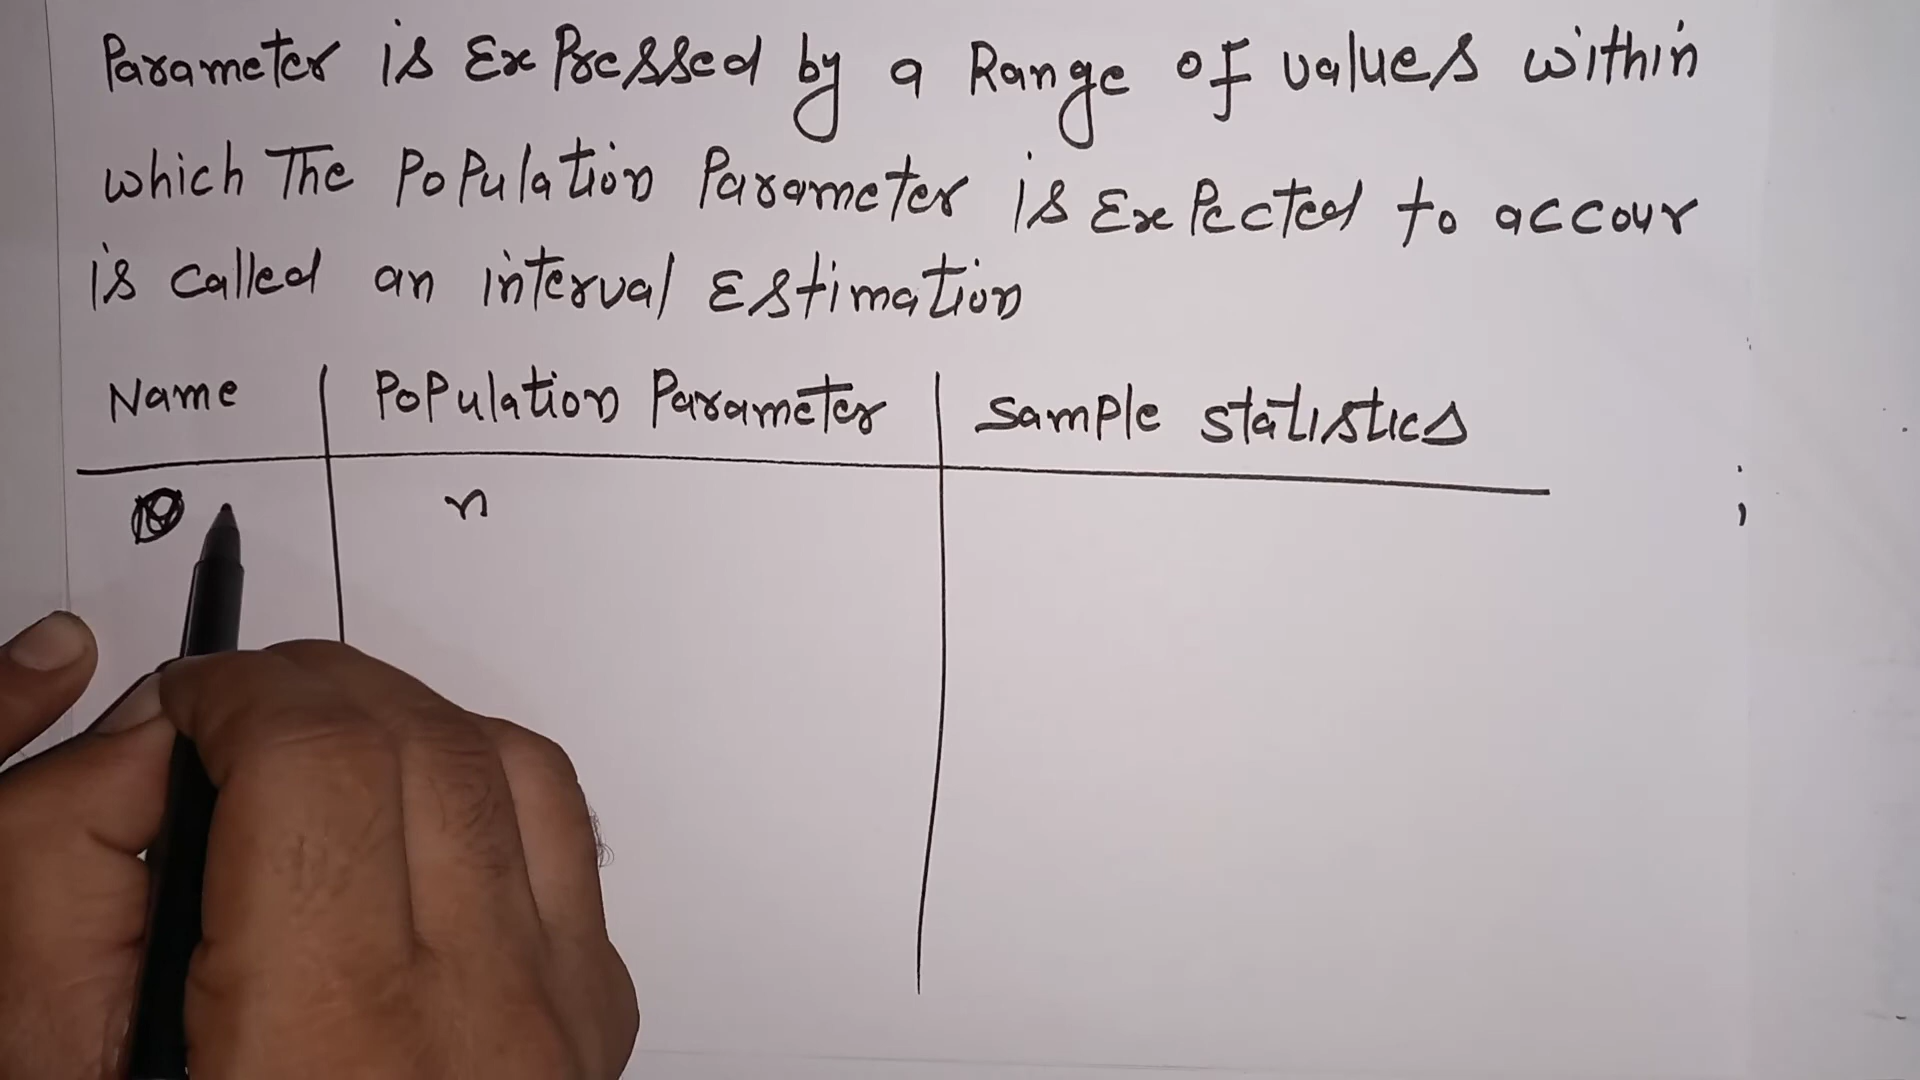 Parameter is Expressed by a Range of values within
which The Population Parameter is Expected to accour
is called an interval Estimation
Name Population Parameter Sample statistics
n